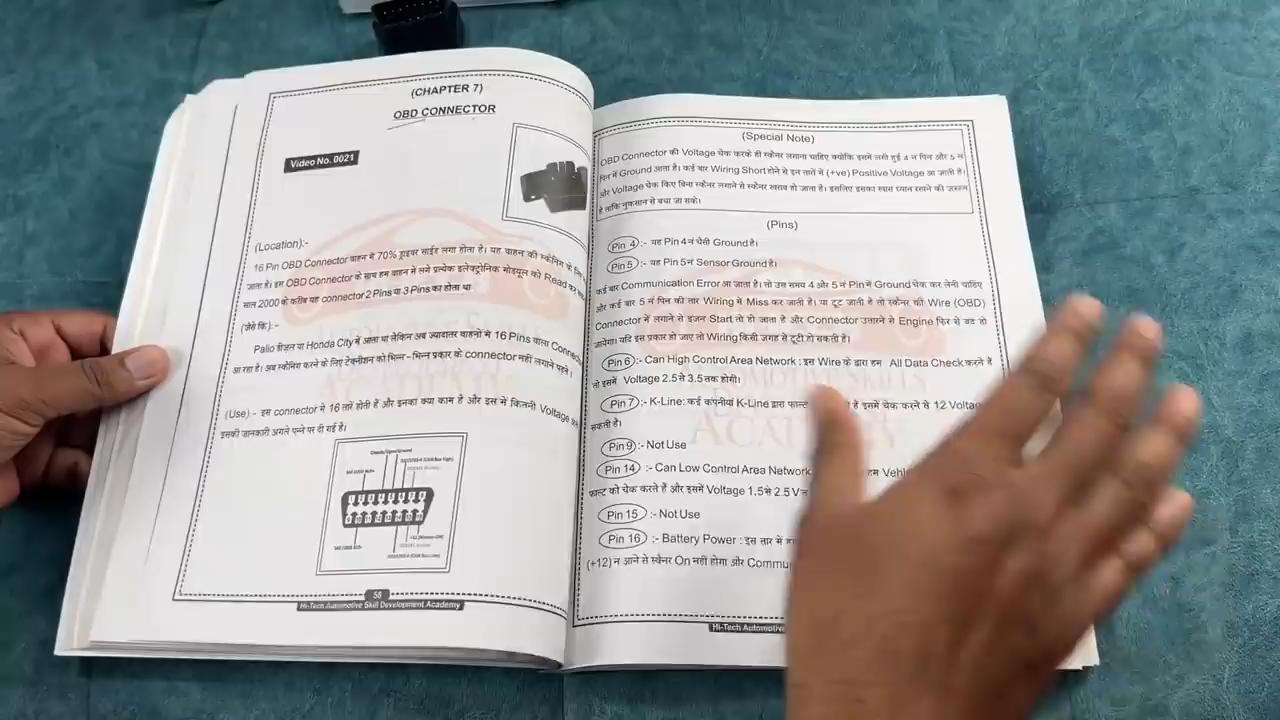 (CHAPTER 7)
OBD CONNECTOR
Video No. 0021
(Location):-
16 Pin OBD Connector वाहन में 70% ड्राइवर साईड लगा होता है। यह वाहन की स्कैनिंग के लिए
जाता है। इस OBD Connector के साथ हम वाहन में लगे प्रत्येक इलेक्ट्रोनिक मोडयूल को Read कर
साल 2000 के करीब यह connector 2 Pins या 3 Pins का होता था
(जैसे कि):-
Palio डीजल या Honda City में आता था लेकिन अब ज्यादातर वाहनों में 16 Pins वाला
आ रहा है। अब स्कैनिंग करने के लिए टेक्नीशन को भिन्न-भिन्न प्रकार के connector नहीं लगाने पड़ते।
(Use):- इस connector में 16 तारें होती हैं और इनका क्या काम है और इस में कितनी Voltage
इसकी जानकारी अगले पन्ने पर दी गई है।
58
Hi-Tech Automotive Skill Development Academy
(Special Note)
OBD Connector की Voltage चेक करके ही स्कैनर लगाना चाहिए क्योंकि इसमें लगी हुई 4 न पिन और 5 न
पिन में Ground आता है। कई बार Wiring Short होने से इन तारों में (+ve) Positive Voltage आ जाती है।
और Voltage चेक किए बिना स्कैनर लगाने से स्कैनर खराब हो जाता है। इसलिए इसका खास ध्यान रखने की जरूरत
है ताकि नुकसान से बचा जा सके।
(Pins)
Pin 4 :- यह Pin 4 नं चेसी Ground है।
Pin 5 :- यह Pin 5 नं Sensor Ground है।
कई बार Communication Error आ जाता है। तो उस समय 4 और 5 नं Pin में Ground चेक कर लेनी चाहिए
और कई बार 5 नं पिन की तार Wiring में Miss कर जाती है। या टूट जाती है तो स्कैनर की Wire (OBD)
Connector में लगाने से इंजन Start तो हो जाता है और Connector उतारने से Engine फिर से बंद हो
जायेगा। यदि इस प्रकार हो जाए तो Wiring किसी जगह से टूटी हो सकती है।
Pin 6 :- Can High Control Area Network : इस Wire के द्वारा हम All Data Check करते है
तो इसमें Voltage 2.5 से 3.5 तक होगी।
Pin 7 :- K-Line: कई कंपनीयां K-Line द्वारा है इसमें चेक करने से 12
सकती है।
Pin 9 :- Not Use
Pin 14 :- Can Low Control Area Network हम
फाल्ट को चेक करते हैं और इसमें Voltage 1.5 से 2.5 V
Pin 15 :- Not Use
Pin 16 :- Battery Power : इस तार में
(+12) न आने से स्कैनर On नहीं होगा और
Hi-Tech